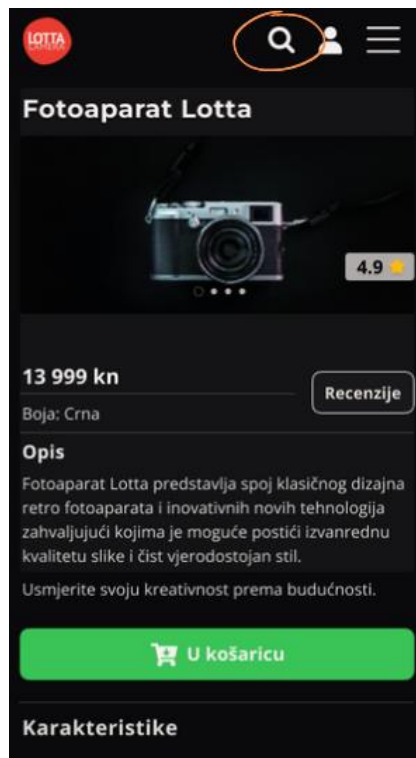 LOTTA
CAMERA
Fotoaparat Lotta
4.9
13 999 kn
Recenzije
Boja: Crna
Opis
Fotoaparat Lotta predstavlja spoj klasičnog dizajna
retro fotoaparata i inovativnih novih tehnologija
zahvaljujući kojima je moguće postići izvanrednu
kvalitetu slike i čist vjerodostojan stil.
Usmjerite svoju kreativnost prema budućnosti.
U košaricu
Karakteristike